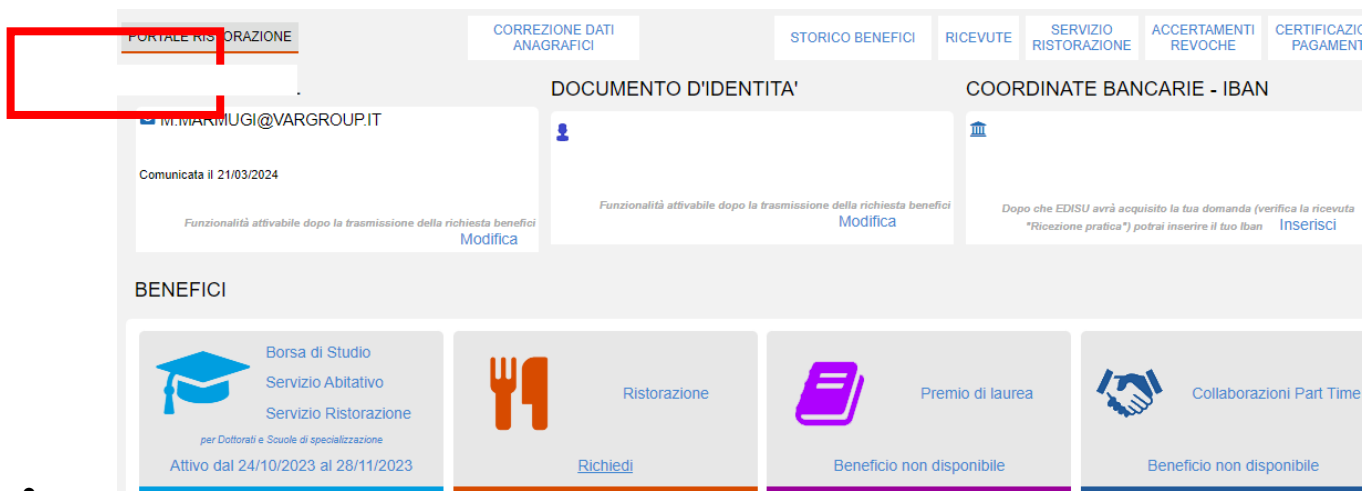 PORTALE RISTORAZIONE
CORREZIONE DATI
ANAGRAFICI
STORICO BENEFICI
RICEVUTE
SERVIZIO
RISTORAZIONE
ACCERTAMENTI
REVOCHE
CERTIFICAZIO
PAGAMENT
DOCUMENTO D'IDENTITA'
COORDINATE BANCARIE - IBAN
M.MARMUGI@VARGROUP.IT
Comunicata il 21/03/2024
Funzionalità attivabile dopo la trasmissione della richiesta benefici
Modifica
Funzionalità attivabile dopo la trasmissione della richiesta benefici
Modifica
Dopo che EDISU avrà acquisito la tua domanda (verifica la ricevuta
"Ricezione pratica") potrai inserire il tuo Iban Inserisci
BENEFICI
Borsa di Studio
Servizio Abitativo
Servizio Ristorazione
per Dottorati e Scuole di specializzazione
Attivo dal 24/10/2023 al 28/11/2023
Ristorazione
Richiedi
Premio di laurea
Beneficio non disponibile
Collaborazioni Part Time
Beneficio non disponibile